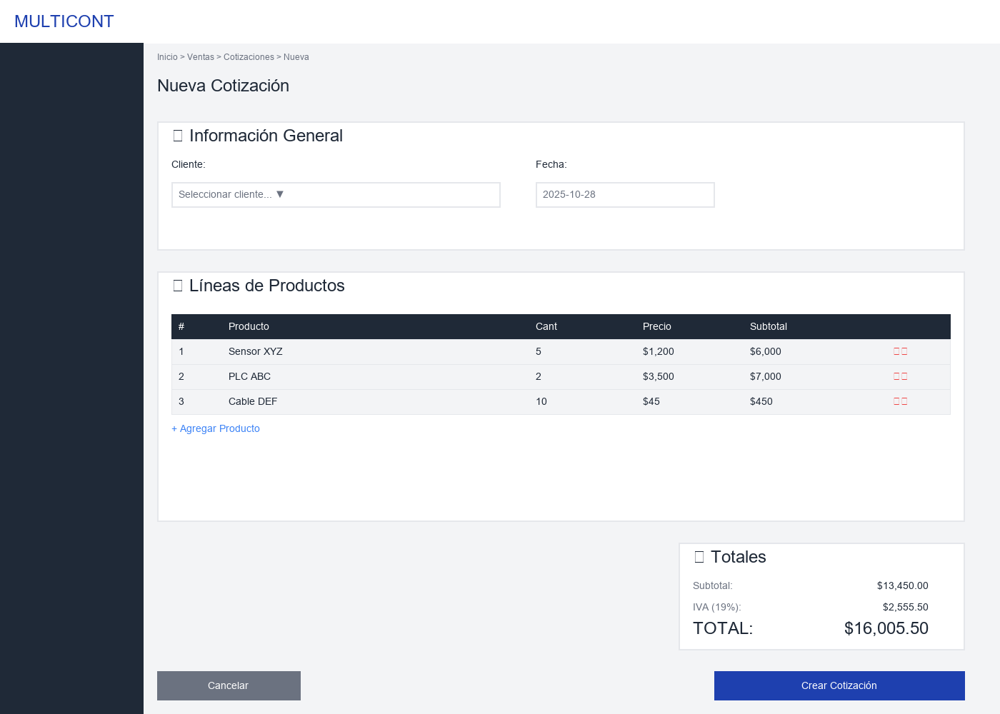 MULTICONT
Inicio > Ventas > Cotizaciones > Nueva
Nueva Cotización
Información General
Cliente: Fecha:
Seleccionar cliente... ▼ 2025-10-28
Líneas de Productos
# Producto Cant Precio Subtotal
1 Sensor XYZ 5 $1,200 $6,000
2 PLC ABC 2 $3,500 $7,000
3 Cable DEF 10 $45 $450
+ Agregar Producto
Totales
Subtotal: $13,450.00
IVA (19%): $2,555.50
TOTAL: $16,005.50
Cancelar Crear Cotización